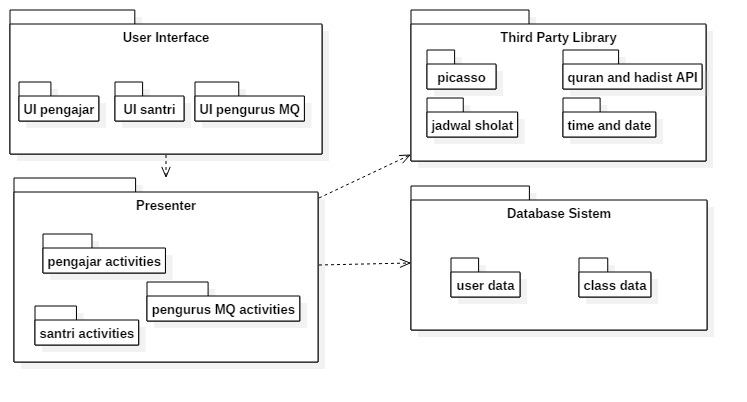 User Interface
UI pengajar
UI santri
UI pengurus MQ
Third Party Library
picasso
quran and hadist API
jadwal sholat
time and date
Presenter
pengajar activities
pengurus MQ activities
santri activities
Database Sistem
user data
class data